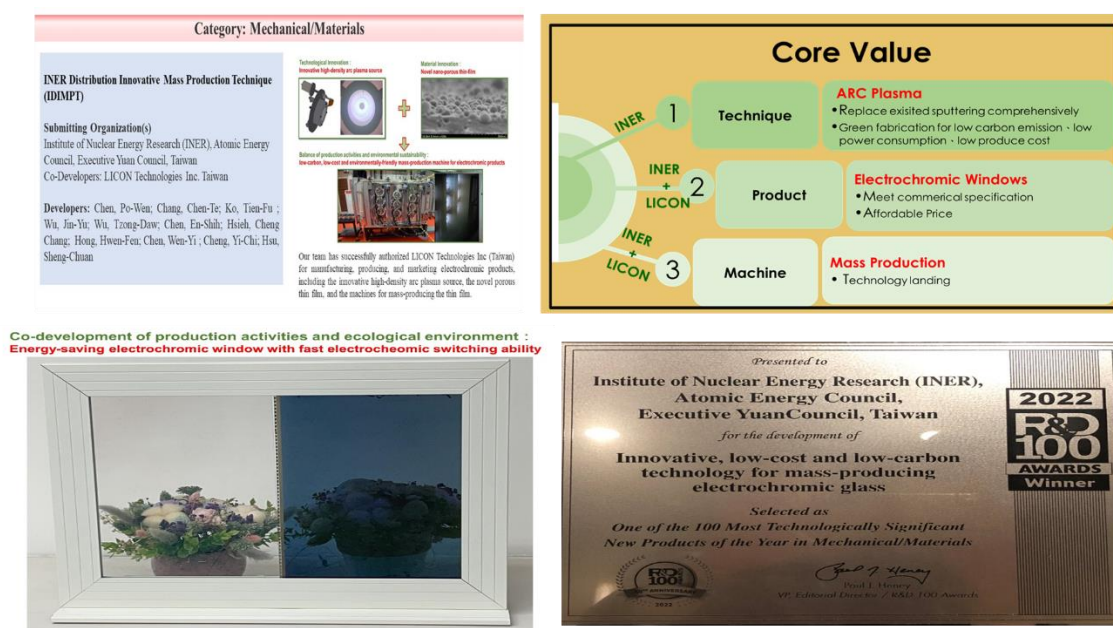 Category: Mechanical/Materials
INER Distribution Innovative Mass Production Technique
(IDIMPT)
Submitting Organization(s)
Institute of Nuclear Energy Research (INER), Atomic Energy
Council, Executive Yuan Council, Taiwan
Co-Developers: LICON Technologies Inc. Taiwan
Developers: Chen, Po-Wen; Chang, Chen-Te; Ko, Tien-Fu ;
Wu, Jin-Yu; Wu, Tzong-Daw; Chen, En-Shih; Hsieh, Cheng
Chang; Hong, Hwen-Fen; Chen, Wen-Yi ; Cheng, Yi-Chi; Hsu,
Sheng-Chuan
Technological Innovation :
Innovative high-density arc plasma source
Material Innovation :
Novel nano-porous thin-film
Balance of production activities and environmental sustainability :
low-carbon, low-cost and environmentally-friendly mass-production machine for electrochromic products
Our team has successfully authorized LICON Technologies Inc (Taiwan)
for manufacturing, producing, and marketing electrochromic products,
including the innovative high-density arc plasma source, the novel porous
thin film, and the machines for mass-producing the thin film.
Core Value
INER
1
Technique
ARC Plasma
•Replace exisited sputtering comprehensively
•Green fabrication for low carbon emission、low
power consumption、low produce cost
INER
+
LICON
2
Product
Electrochromic Windows
•Meet commerical specification
•Affordable Price
INER
+
LICON
3
Machine
Mass Production
• Technology landing
Co-development of production activities and ecological environment :
Energy-saving electrochromic window with fast electrocheomic switching ability
Presented to
Institute of Nuclear Energy Research (INER),
Atomic Energy Council,
Executive YuanCouncil, Taiwan
for the development of
Innovative, low-cost and low-carbon
technology for mass-producing
electrochromic glass
Selected as
One of the 100 Most Technologically Significant
New Products of the Year in Mechanical/Materials
Paul J. Heney
VP, Editorial Director / R&D 100 Awards
R&D
100
ANNIVERSARY
2022
2022
R&D
100
AWARDS
Winner